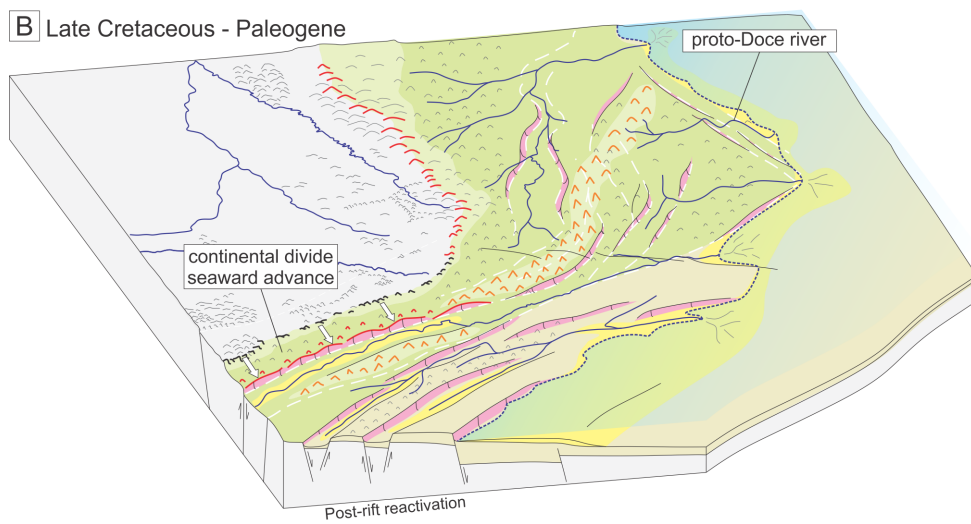 B Late Cretaceous - Paleogene
proto-Doce river
continental divide
seaward advance
Post-rift reactivation